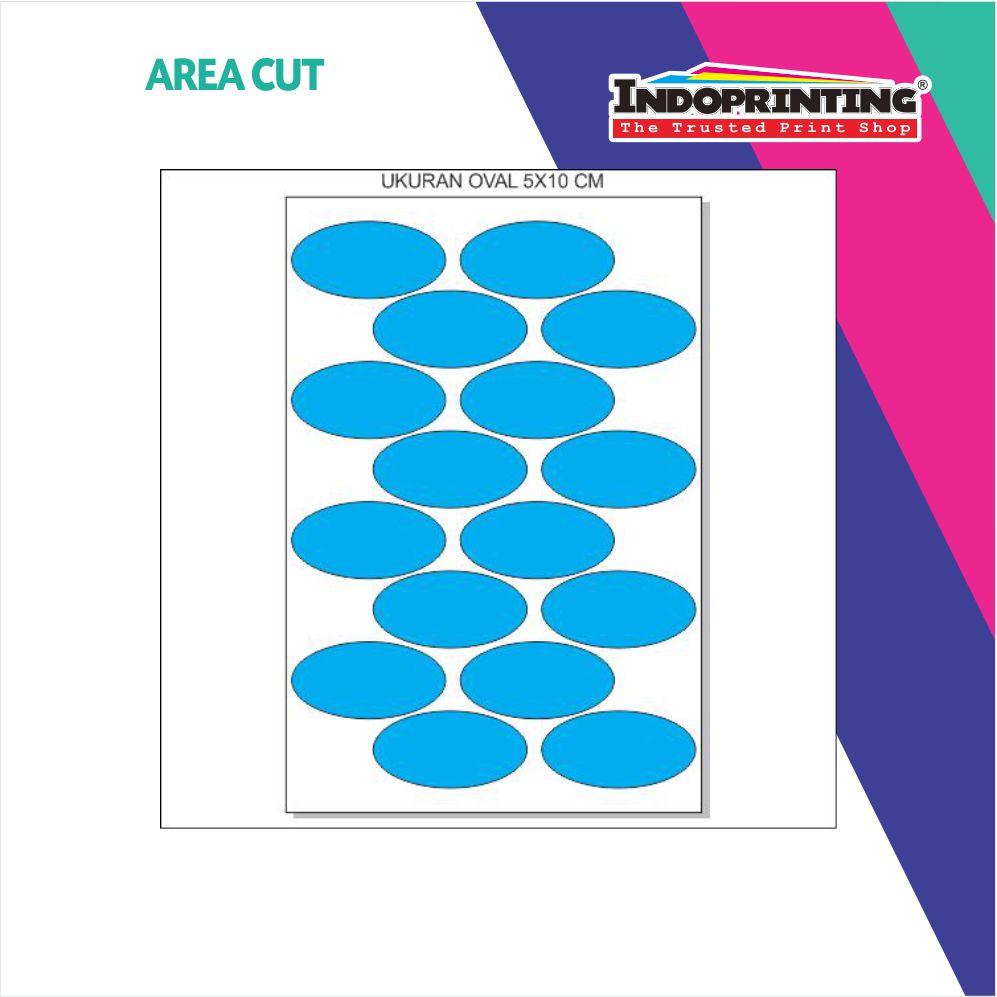 AREA CUT
INDOPRINTING®
The Trusted Print Shop
UKURAN OVAL 5X10 CM